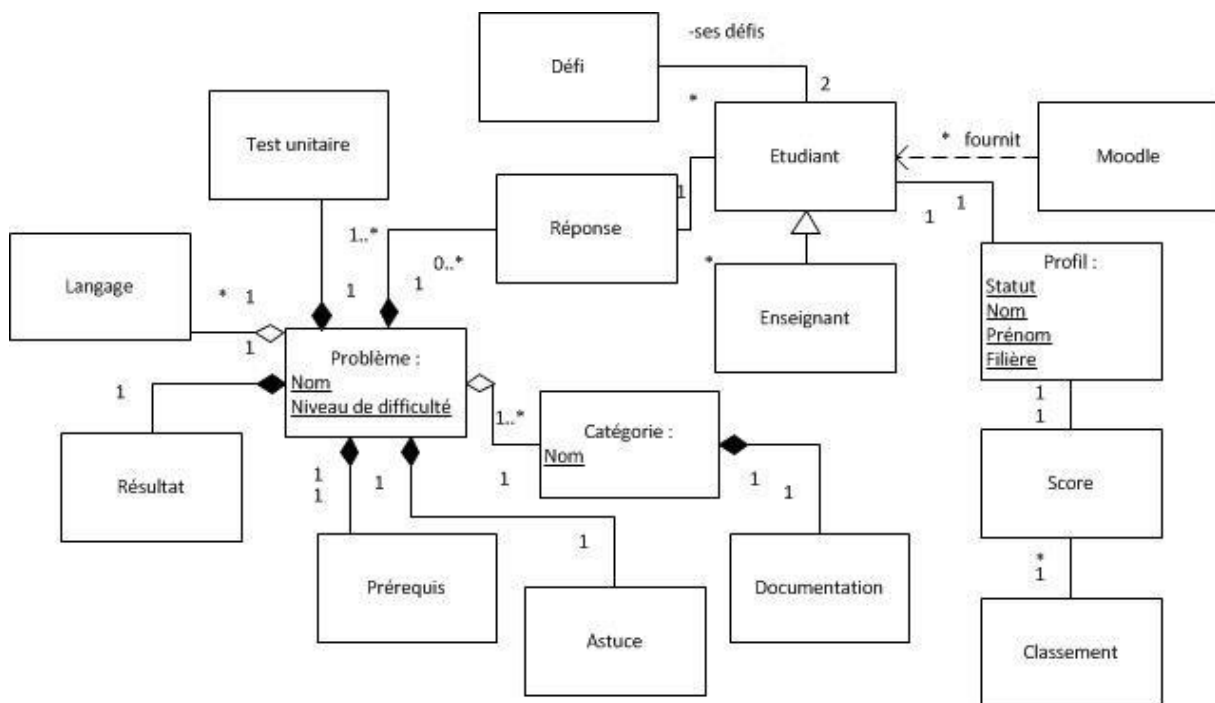 -ses défis
Défi
2
*
Test unitaire
Etudiant
* fournit
Moodle
1
1
1
1..*
Réponse
0..*
*
1
1
Langage
* 1
1
Enseignant
Profil :
Statut
Nom
Prénom
Filière
Problème :
Nom
Niveau de difficulté
1
1..*
Catégorie :
Nom
1
1
Résultat
1
1
1
1
1
1
Score
1
Prérequis
Astuce
Documentation
*
1
Classement